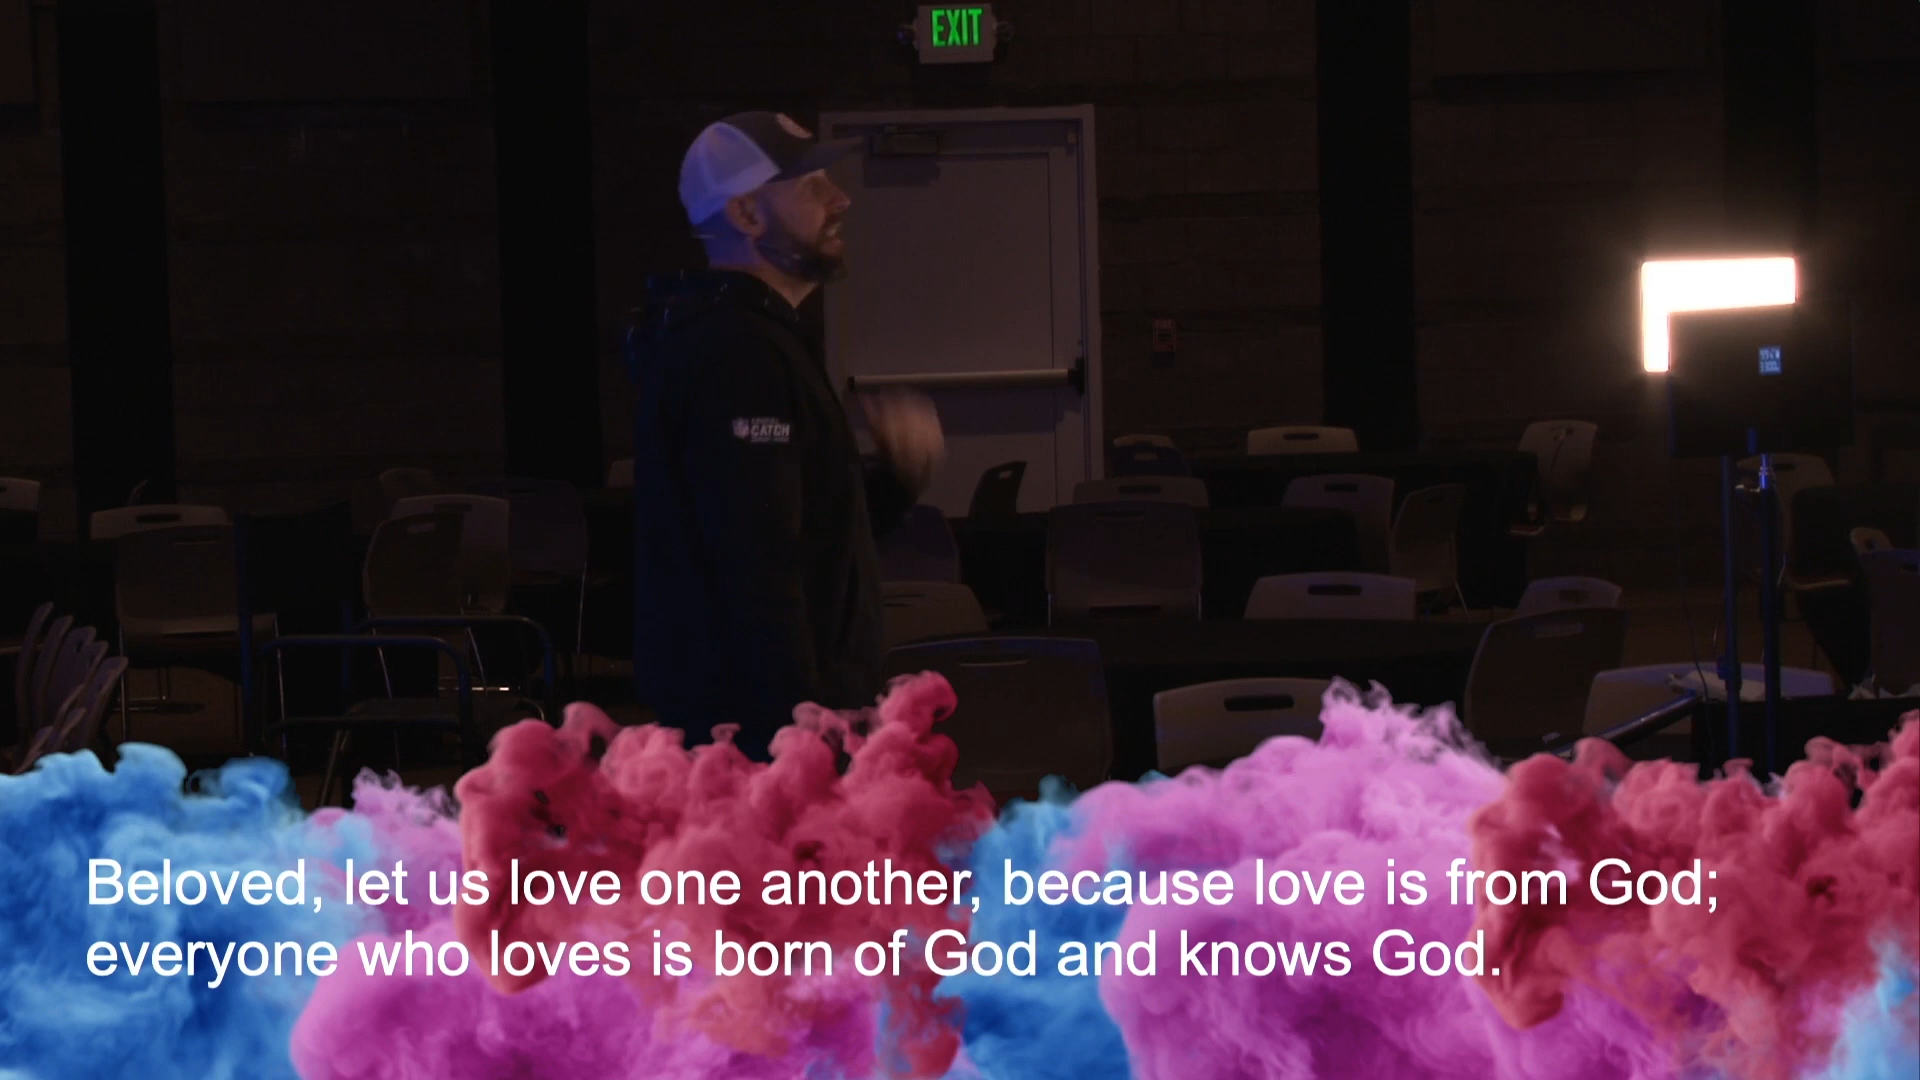 EXIT
CATCH
Beloved, let us love one another, because love is from God;
everyone who loves is born of God and knows God.